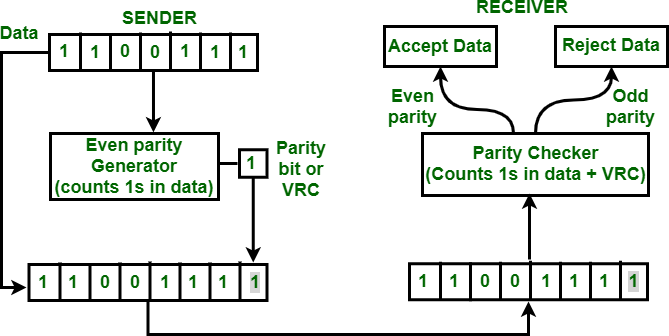 SENDER
Data
1 1 0 0 1 1 1
Even parity
Generator
(counts 1s in data)
1
Parity
bit or
VRC
1 1 0 0 1 1 1 1
RECEIVER
Accept Data
Reject Data
Even
parity
Odd
parity
Parity Checker
(Counts 1s in data + VRC)
1 1 0 0 1 1 1 1